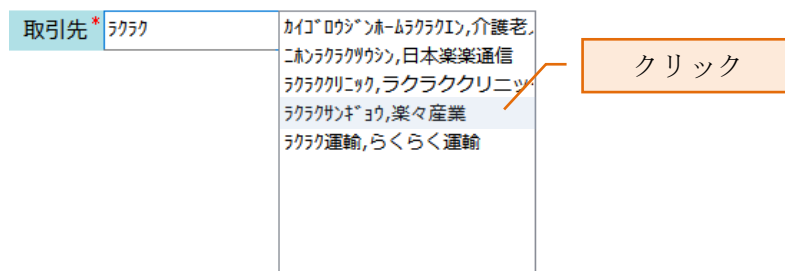 取引先* ﾗｸﾗｸ
ｶｲｺﾞﾛｳｼﾞﾝﾎｰﾑﾗｸﾗｸｴﾝ,介護老
ﾆﾎﾝﾗｸﾗｸﾂｳｼﾝ,日本楽楽通信
ﾗｸﾗｸｸﾘﾆｯｸ,ラクラククリニッ
ﾗｸﾗｸｻﾝｷﾞｮｳ,楽々産業
ﾗｸﾗｸ運輸,らくらく運輸
クリック